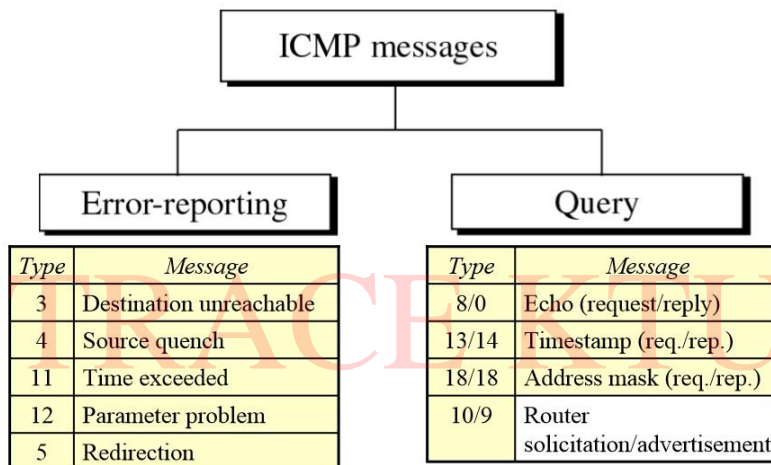 ICMP messages
Error-reporting
Type Message
3 Destination unreachable
4 Source quench
11 Time exceeded
12 Parameter problem
5 Redirection
Query
Type Message
8/0 Echo (request/reply)
13/14 Timestamp (req./rep.)
18/18 Address mask (req./rep.)
10/9 Router
solicitation/advertisement
TRACE KTU